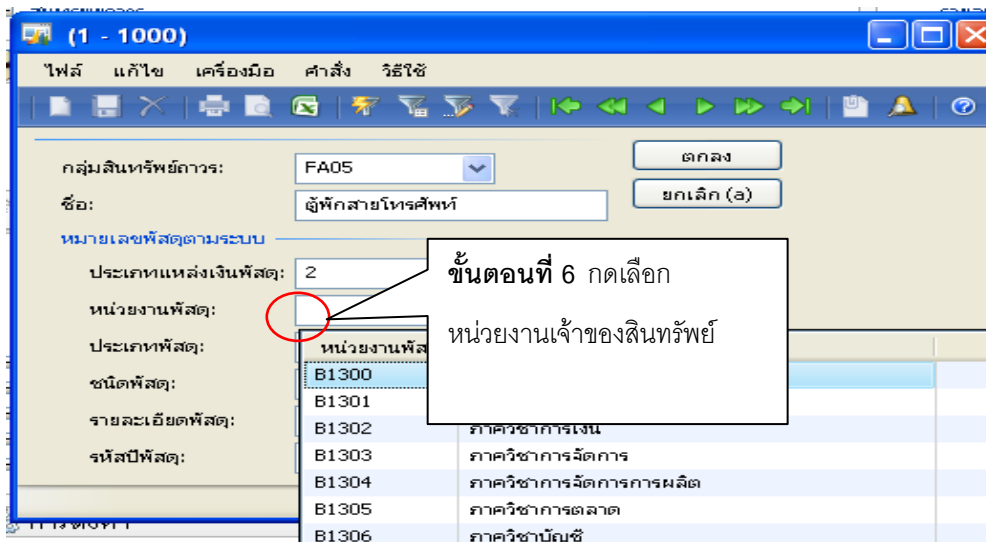 (1 - 1000)
ไฟล์ แก้ไข เครื่องมือ คำสั่ง วิธีใช้
กลุ่มสินทรัพย์ถาวร: FA05 ตกลง
ชื่อ: ตู้พักสายโทรศัพท์ ยกเลิก (a)
หมายเลขพัสดุตามระบบ
ประเภทแหล่งเงินพัสดุ: 2
ขั้นตอนที่ 6 กดเลือก
หน่วยงานเจ้าของสินทรัพย์
หน่วยงานพัสดุ:
ประเภทพัสดุ:
ชนิดพัสดุ:
รายละเอียดพัสดุ:
รหัสปีพัสดุ:
B1300
B1301
B1302 ภาควิชาการเงิน
B1303 ภาควิชาการจัดการ
B1304 ภาควิชาการจัดการการผลิต
B1305 ภาควิชาการตลาด
B1306 ภาควิชาบัญชี